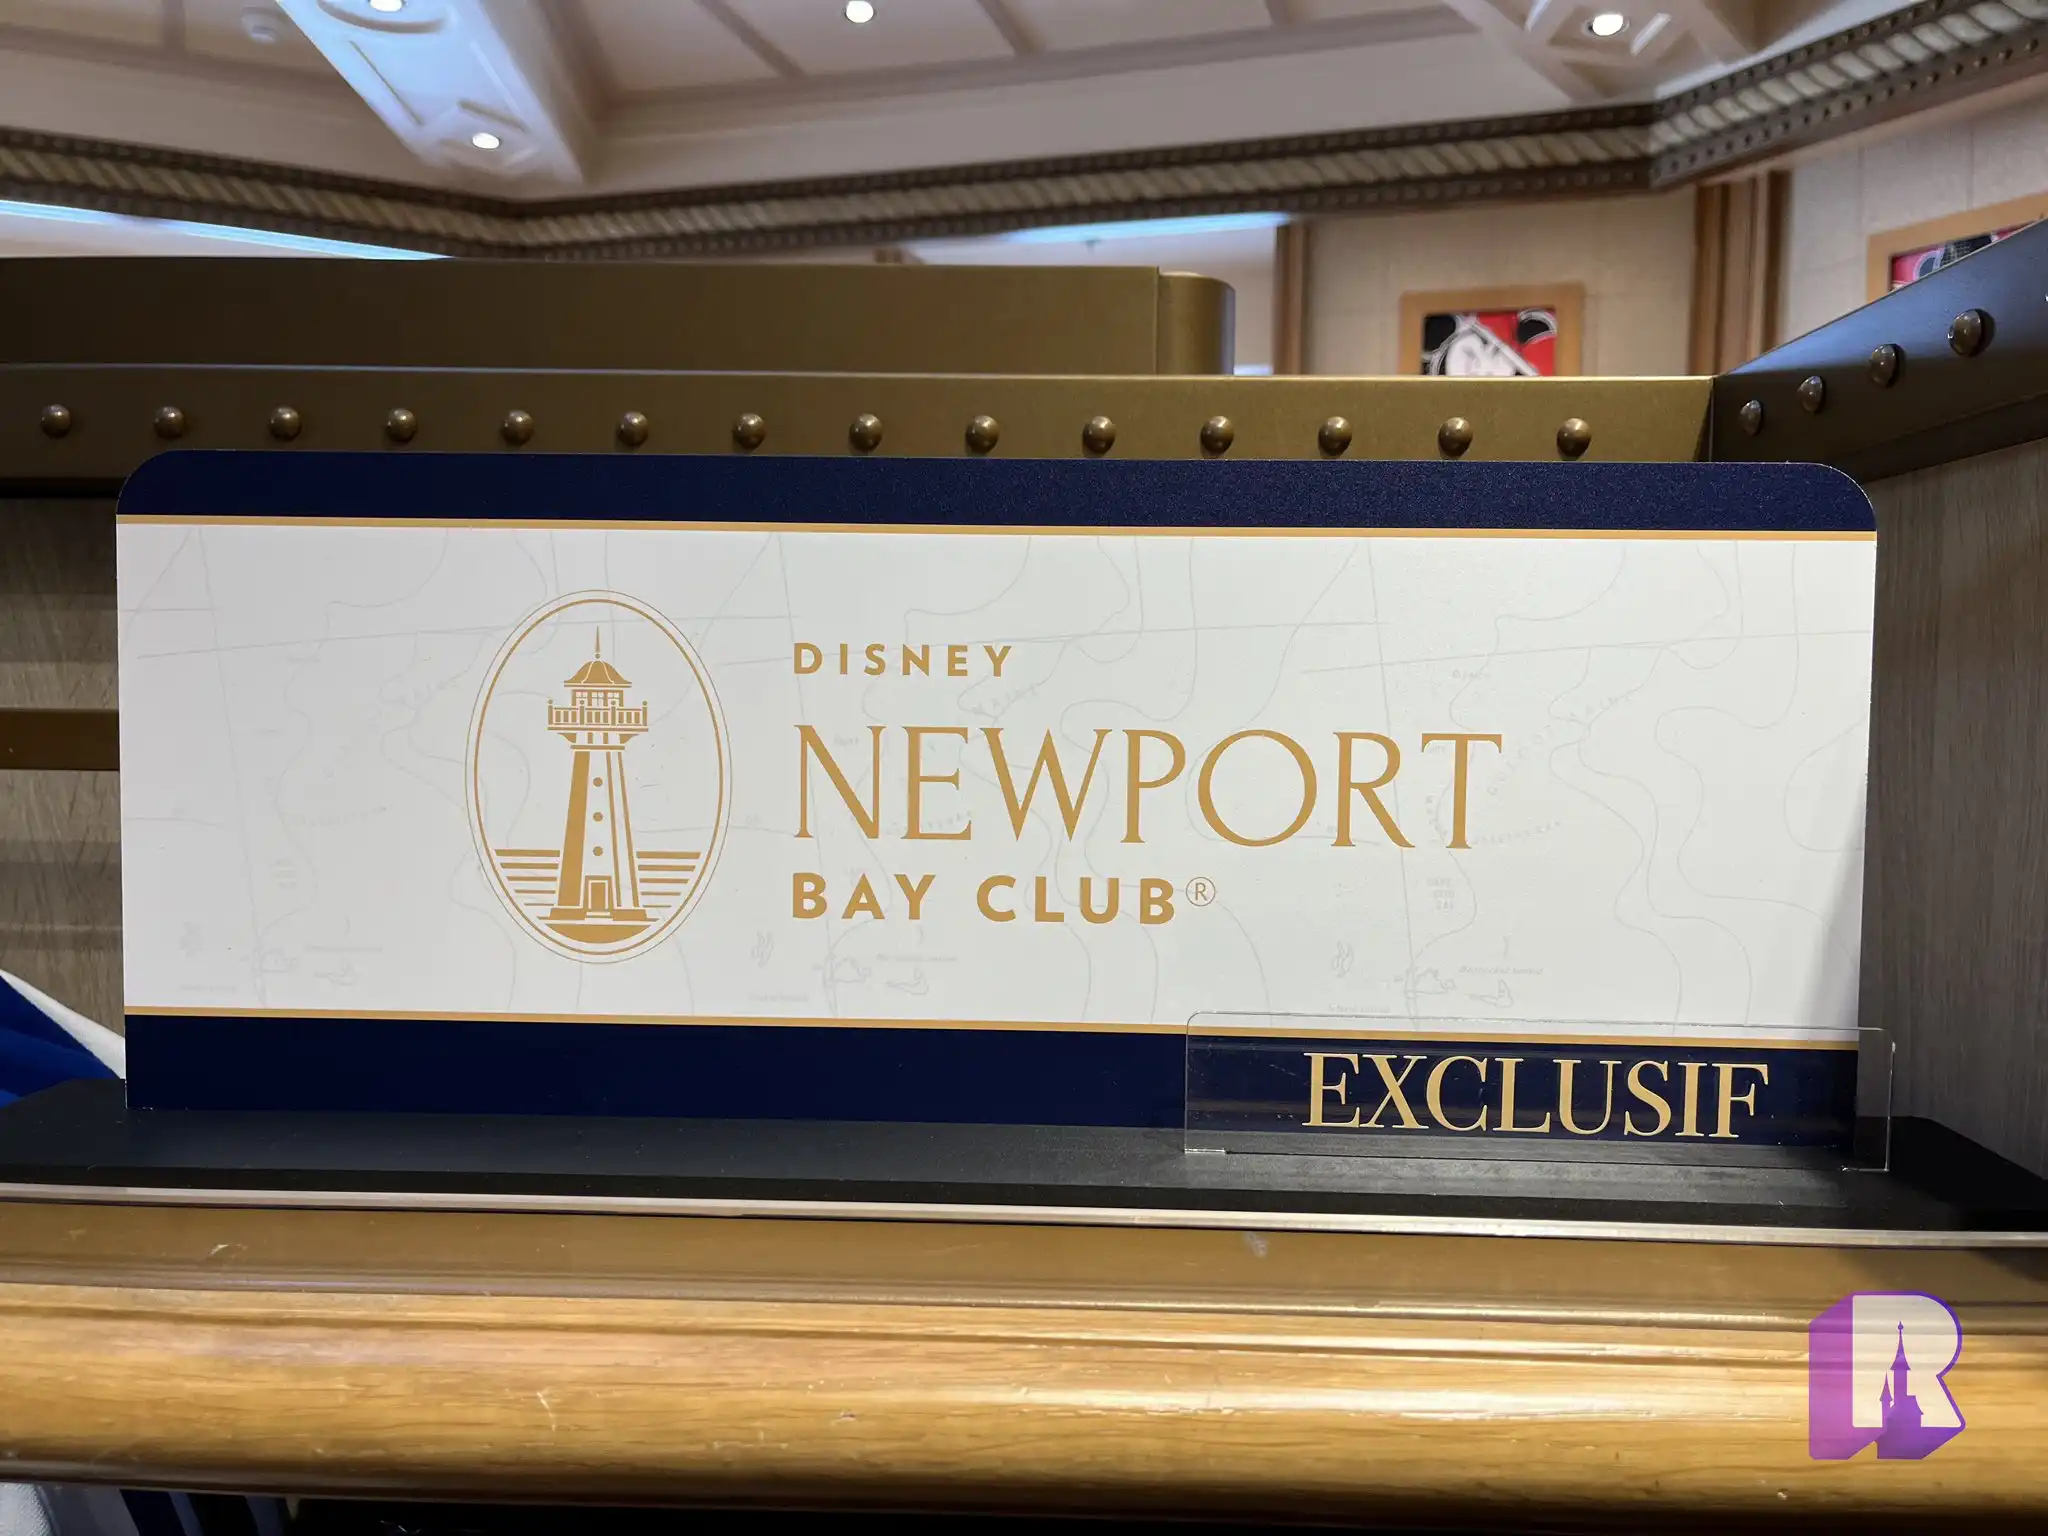 DISNEY
NEWPORT
BAY CLUB®
EXCLUSIF
R